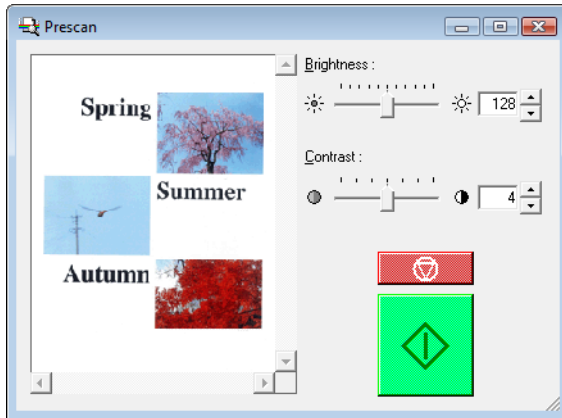 Prescan
Spring
Summer
Autumn
Brightness :
128
Contrast :
4